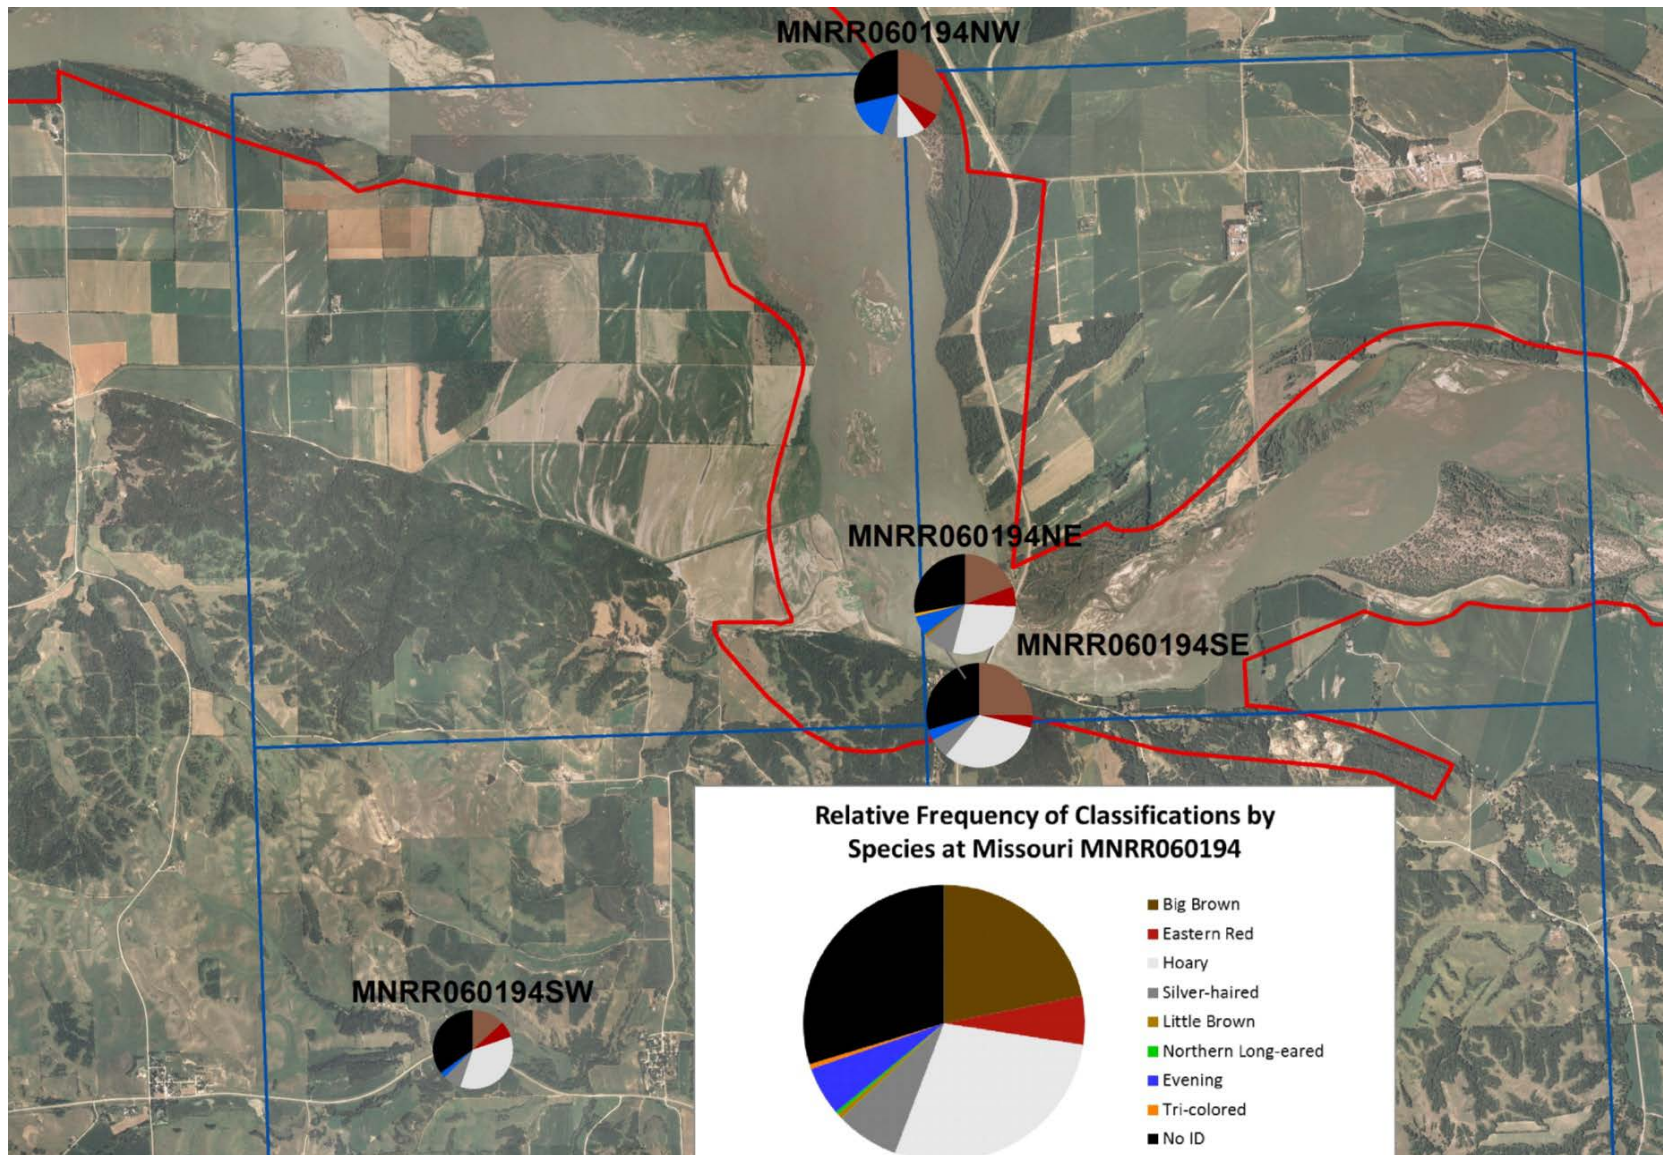 MNRR060194NW
MNRR060194NE
MNRR060194SE
MNRR060194SW
Relative Frequency of Classifications by
Species at Missouri MNRR060194
Big Brown
Eastern Red
Hoary
Silver-haired
Little Brown
Northern Long-eared
Evening
Tri-colored
No ID